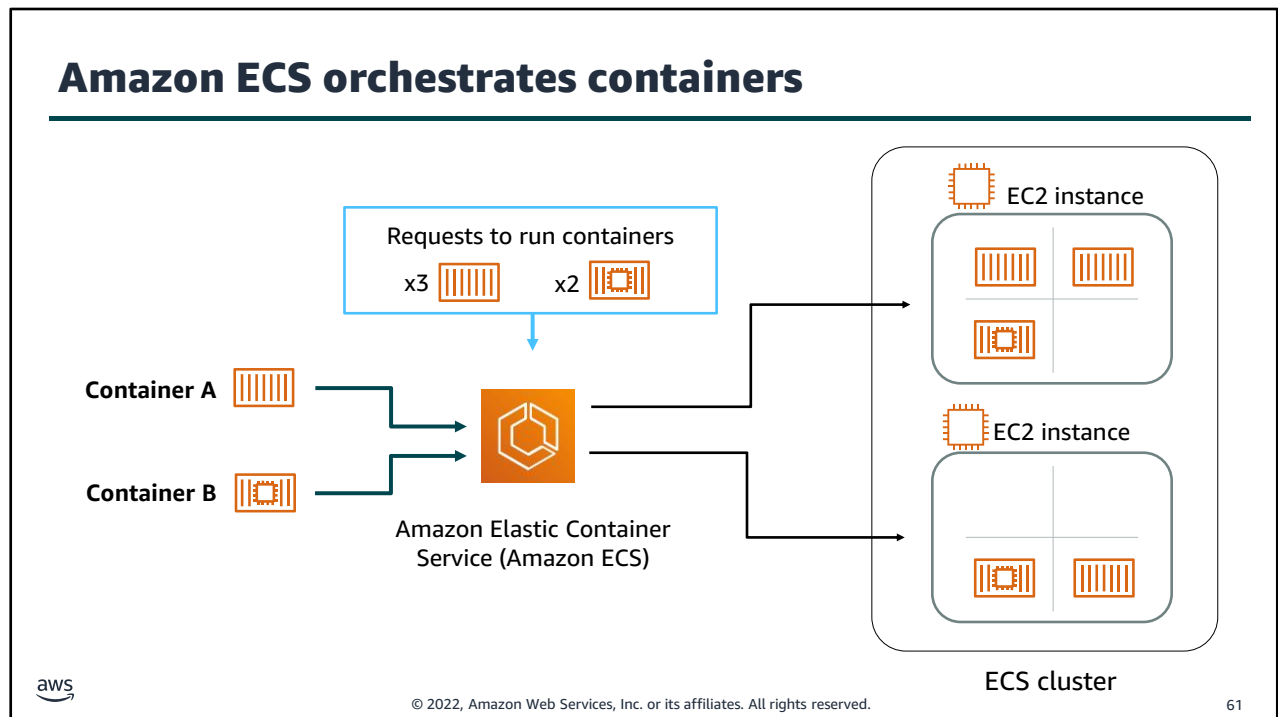 Amazon ECS orchestrates containers
Requests to run containers
x3
x2
Container A
Container B
Amazon Elastic Container
Service (Amazon ECS)
EC2 instance
EC2 instance
ECS cluster
aws
© 2022, Amazon Web Services, Inc. or its affiliates. All rights reserved.
61